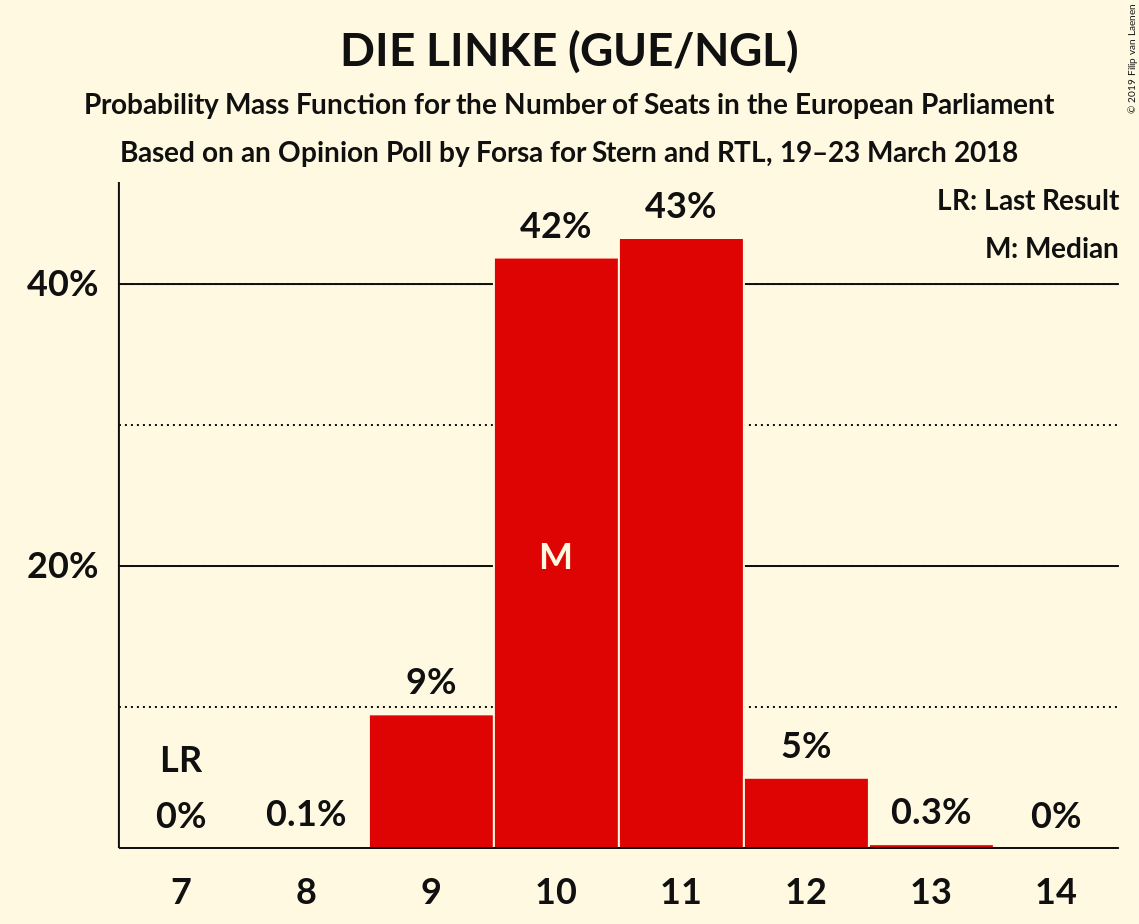 DIE LINKE (GUE/NGL)
Probability Mass Function for the Number of Seats in the European Parliament
Based on an Opinion Poll by Forsa for Stern and RTL, 19–23 March 2018
© 2019 Filip van Laenen
LR: Last Result
M: Median
40%
20%
LR
0%
0.1%
9%
42%
M
43%
5%
0.3%
0%
7 8 9 10 11 12 13 14